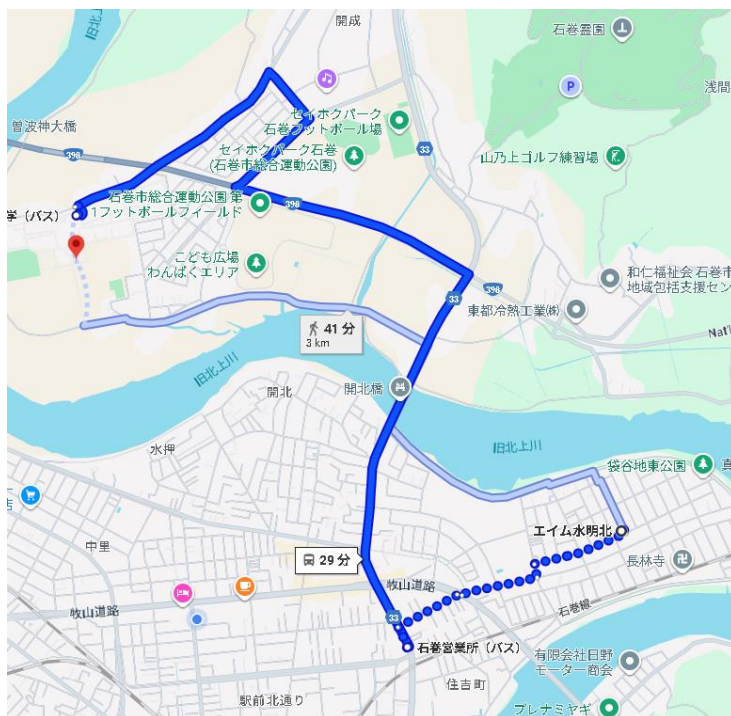 旧北上川
開成
石巻霊園
P
浅間
セイホクパーク
石巻フットボール場
曽波神大橋
セイホクパーク石巻
(石巻市総合運動公園)
33
山乃上ゴルフ練習場
398
石巻市総合運動公園 第
1フットボールフィールド
398
学（バス）
こども広場
わんぱくエリア
和仁福祉会 石巻市
地域包括支援セン
398
33
東都冷熱工業㈱
41 分
3 km
Nat'l
旧北上川
開北橋
開北
旧北上川
水押
袋谷地東公園
真
店
エイム水明北
中里
長林寺
29 分
牧山道路
牧山道路
石巻線
33
石巻営業所（バス）
有限会社日野
モーター商会
住吉町
駅前北通り
プレナミヤギ